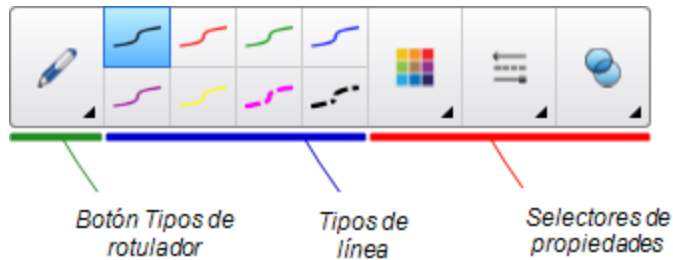 Botón Tipos de
rotulador
Tipos de
línea
Selectores de
propiedades